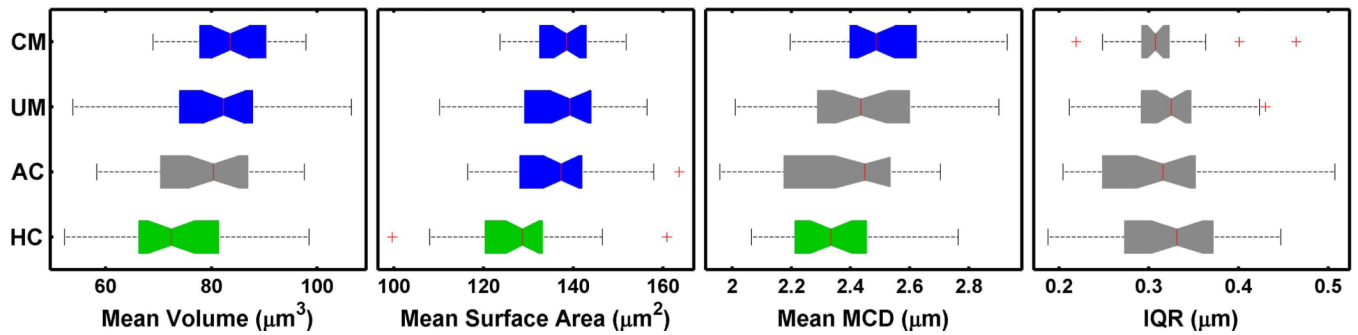 CM
UM
AC
HC
60 80 100
100 120 140 160
2 2.2 2.4 2.6 2.8
0.2 0.3 0.4 0.5
Mean Volume (μm³)
Mean Surface Area (μm²)
Mean MCD (μm)
IQR (μm)